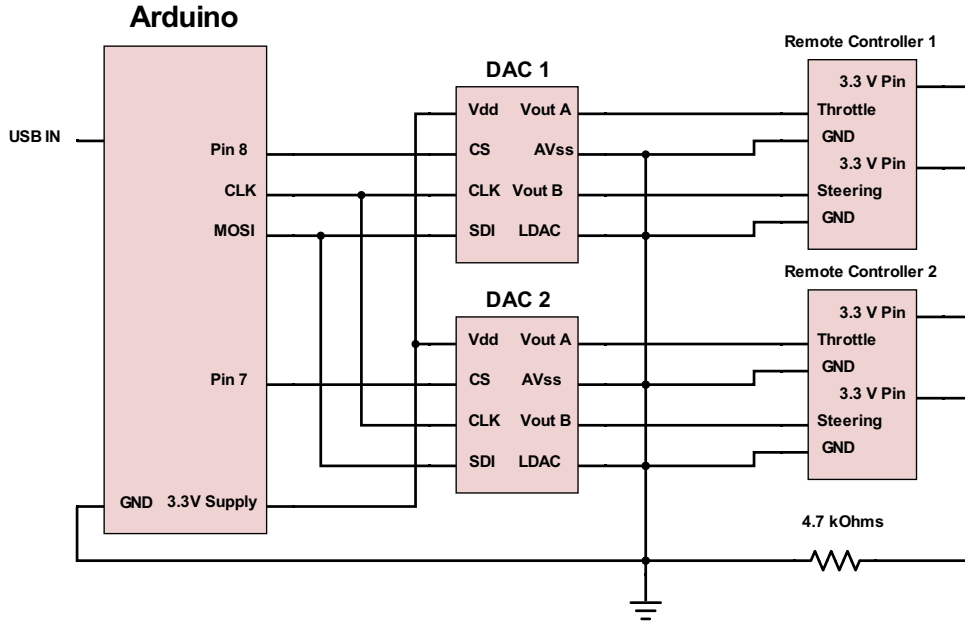 Arduino
USB IN
Pin 8
CLK
MOSI
Pin 7
GND 3.3V Supply
DAC 1
Vdd Vout A
CS AVss
CLK Vout B
SDI LDAC
DAC 2
Vdd Vout A
CS AVss
CLK Vout B
SDI LDAC
Remote Controller 1
3.3 V Pin
Throttle
GND
3.3 V Pin
Steering
GND
Remote Controller 2
3.3 V Pin
Throttle
GND
3.3 V Pin
Steering
GND
4.7 kOhms